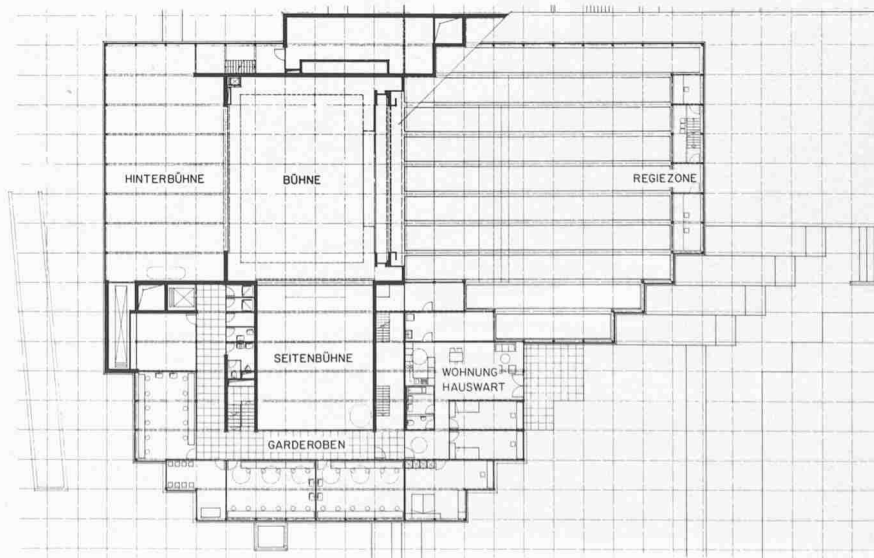 HINTERBÜHNE
BÜHNE
REGIEZONE
SEITENBÜHNE
WOHNUNG
HAUSWART
GARDEROBEN